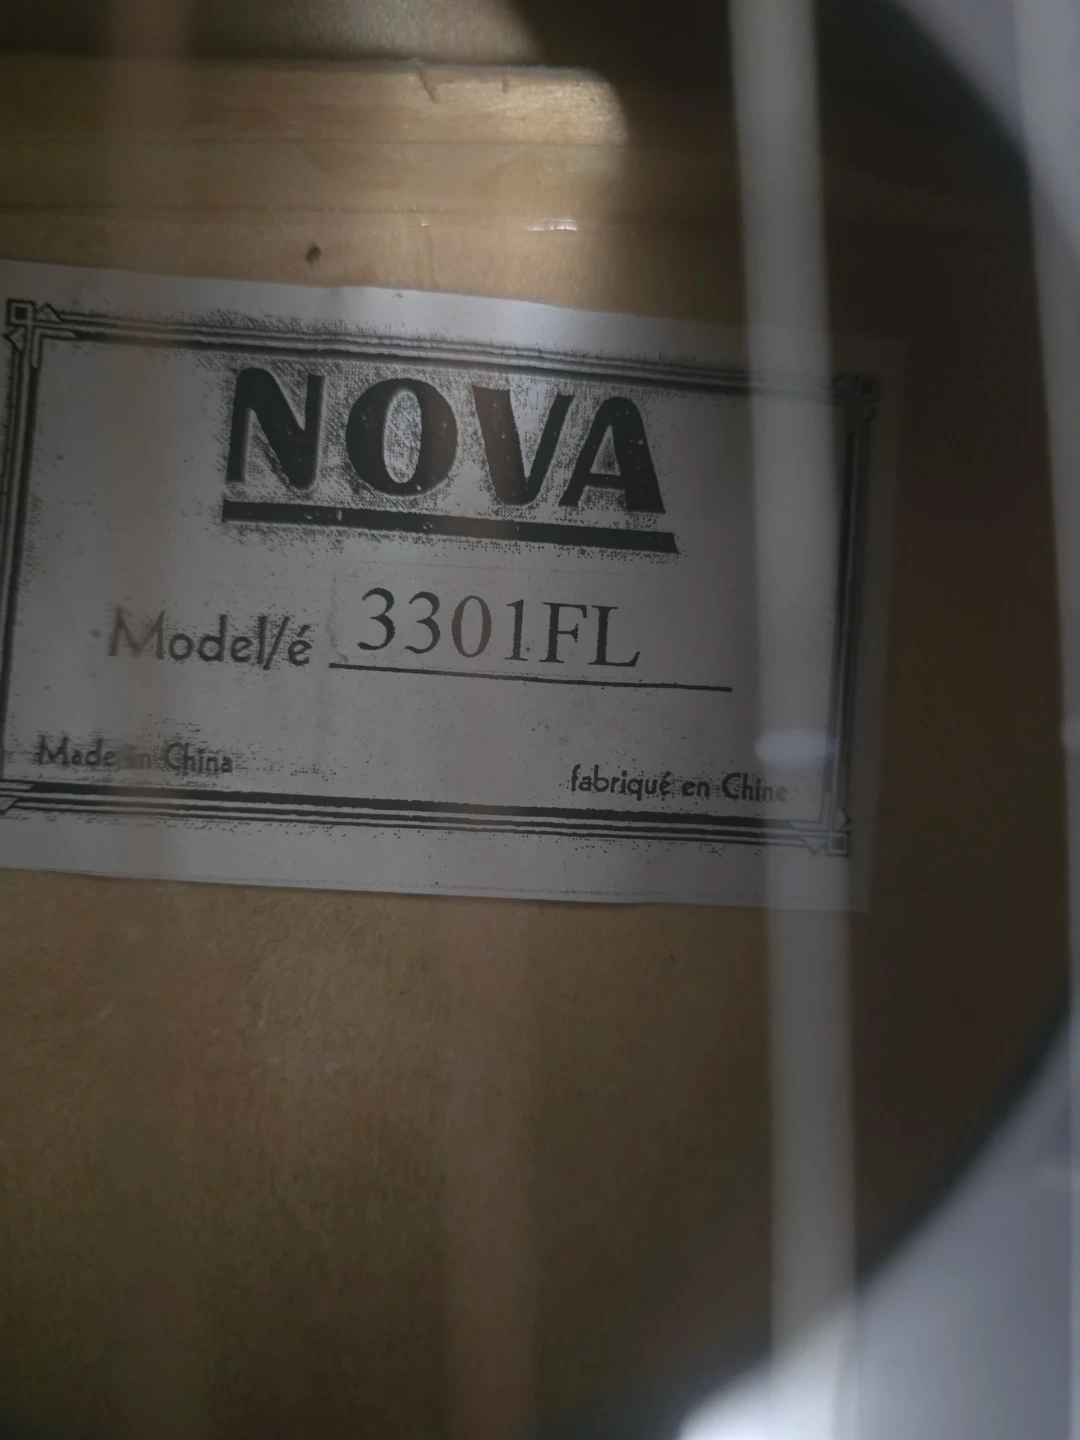 NOVA
Model/é 3301FL
Made in China
fabriqué en Chine